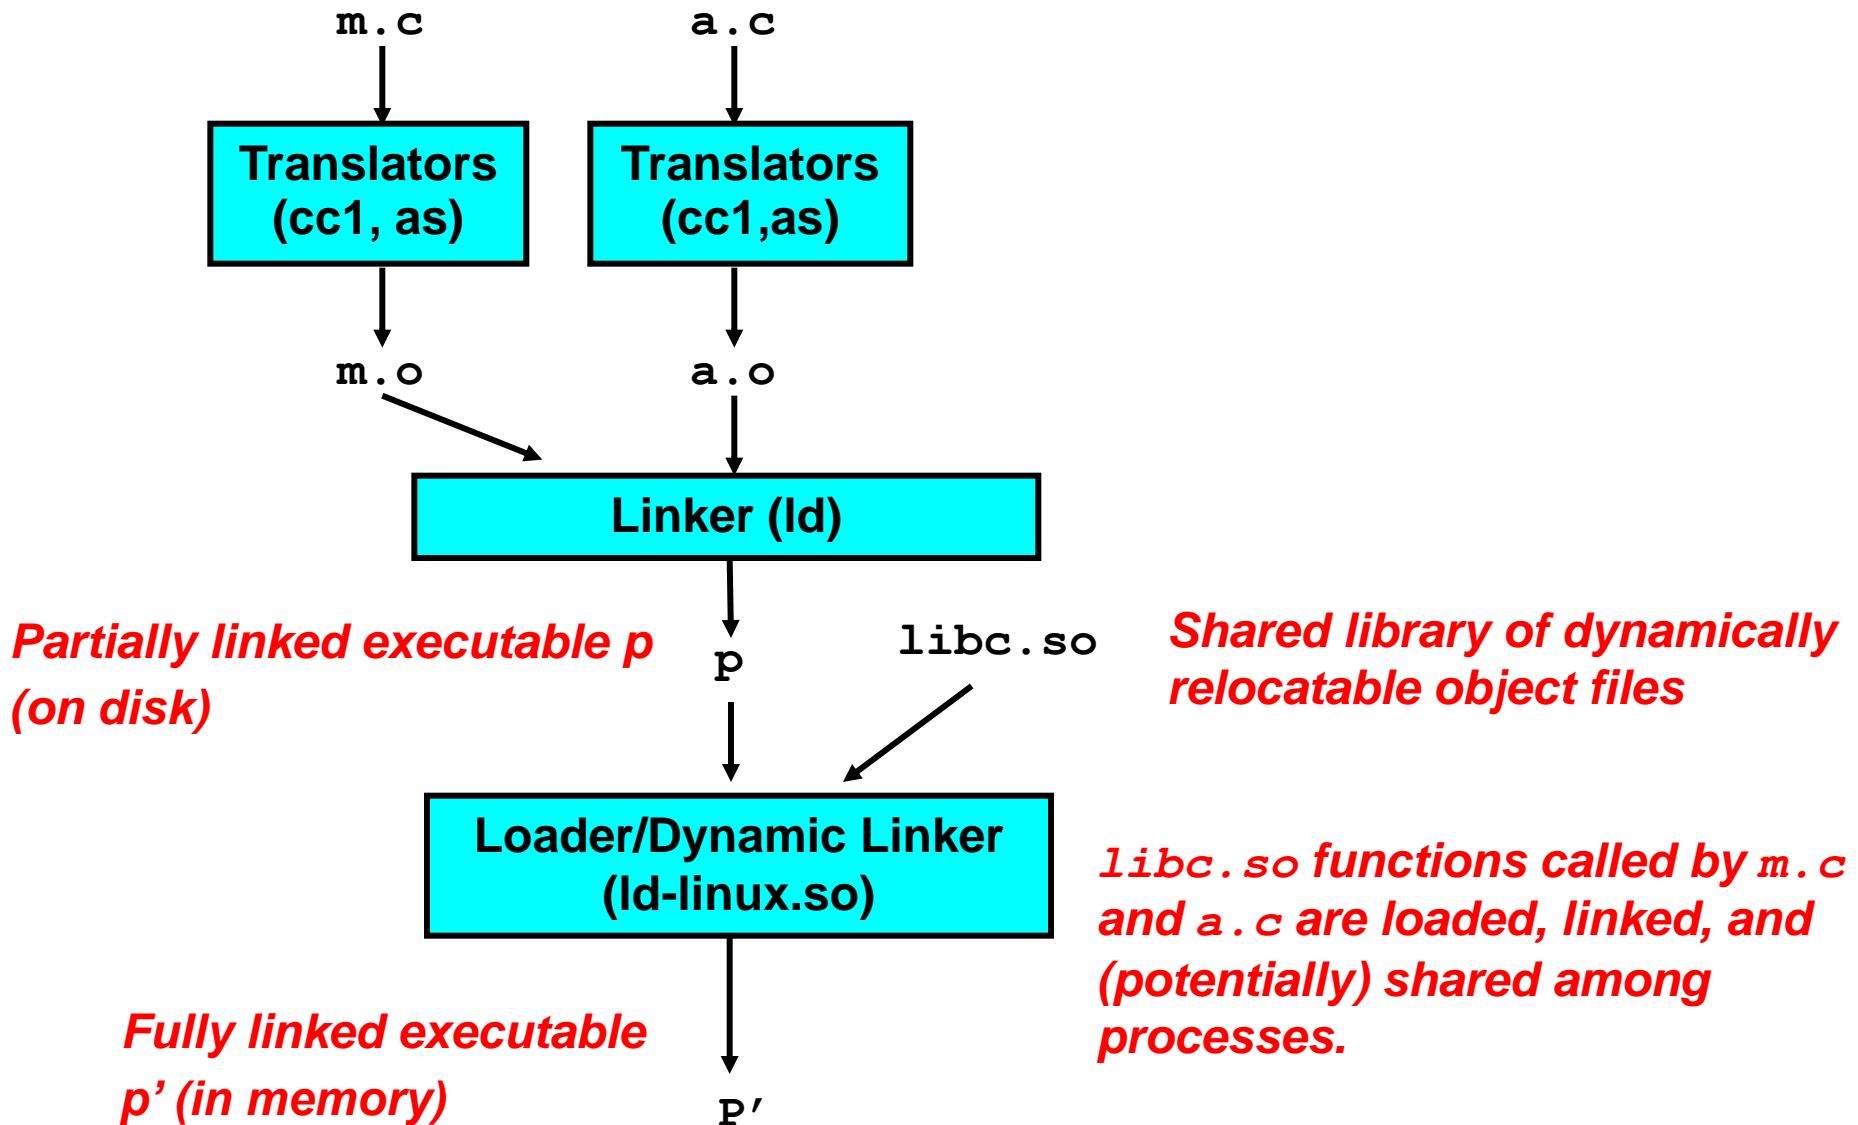 m.c
a.c
Translators
(cc1, as)
Translators
(cc1,as)
m.o
a.o
Linker (ld)
Partially linked executable p
(on disk)
p
libc.so
Shared library of dynamically
relocatable object files
Loader/Dynamic Linker
(ld-linux.so)
libc.so functions called by m.c
and a.c are loaded, linked, and
(potentially) shared among
processes.
Fully linked executable
p’ (in memory)
P’